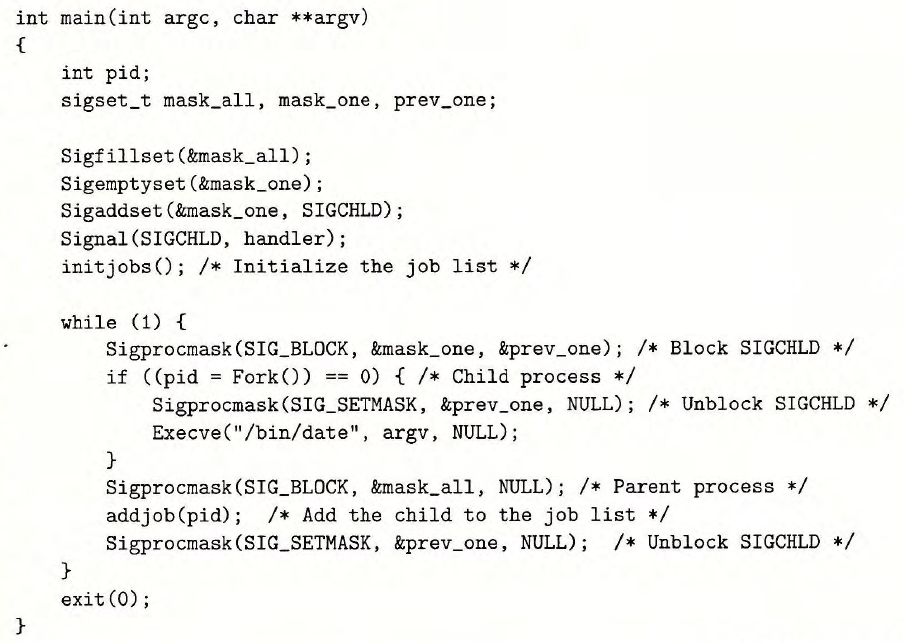 int main(int argc, char **argv)
{
    int pid;
    sigset_t mask_all, mask_one, prev_one;

    Sigfillset(&mask_all);
    Sigemptyset(&mask_one);
    Sigaddset(&mask_one, SIGCHLD);
    Signal(SIGCHLD, handler);
    initjobs(); /* Initialize the job list */

    while (1) {
        Sigprocmask(SIG_BLOCK, &mask_one, &prev_one); /* Block SIGCHLD */
        if ((pid = Fork()) == 0) { /* Child process */
            Sigprocmask(SIG_SETMASK, &prev_one, NULL); /* Unblock SIGCHLD */
            Execve("/bin/date", argv, NULL);
        }
        Sigprocmask(SIG_BLOCK, &mask_all, NULL); /* Parent process */
        addjob(pid);  /* Add the child to the job list */
        Sigprocmask(SIG_SETMASK, &prev_one, NULL);  /* Unblock SIGCHLD */
    }
    exit(0);
}